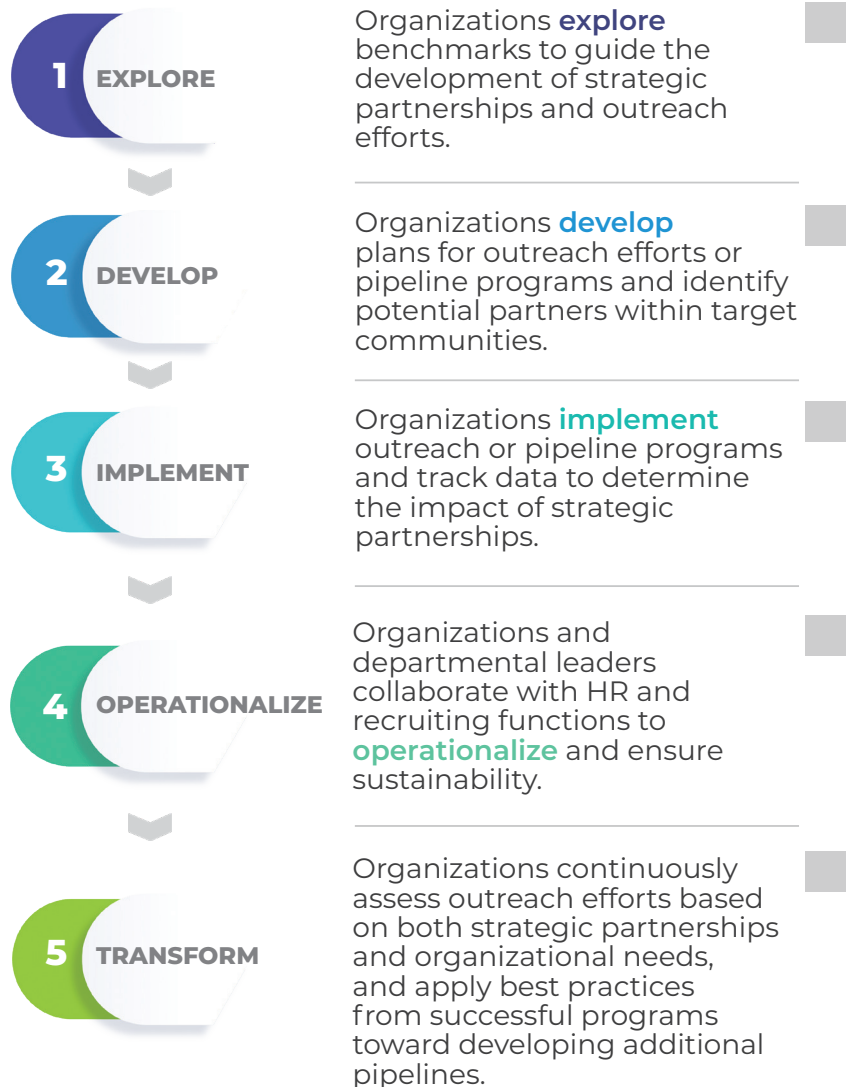 1 EXPLORE
Organizations explore
benchmarks to guide the
development of strategic
partnerships and outreach
efforts.
2 DEVELOP
Organizations develop
plans for outreach efforts or
pipeline programs and identify
potential partners within target
communities.
3 IMPLEMENT
Organizations implement
outreach or pipeline programs
and track data to determine
the impact of strategic
partnerships.
4 OPERATIONALIZE
Organizations and
departmental leaders
collaborate with HR and
recruiting functions to
operationalize and ensure
sustainability.
5 TRANSFORM
Organizations continuously
assess outreach efforts based
on both strategic partnerships
and organizational needs,
and apply best practices
from successful programs
toward developing additional
pipelines.